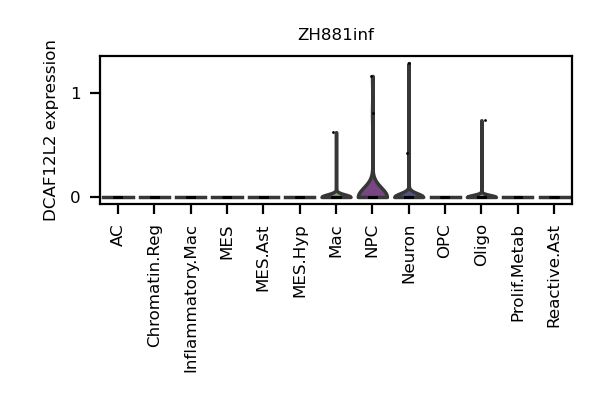 ZH881inf
DCAF12L2 expression
1
0
AC
Chromatin.Reg
Inflammatory.Mac
MES
MES.Ast
MES.Hyp
Mac
NPC
Neuron
OPC
Oligo
Prolif.Metab
Reactive.Ast